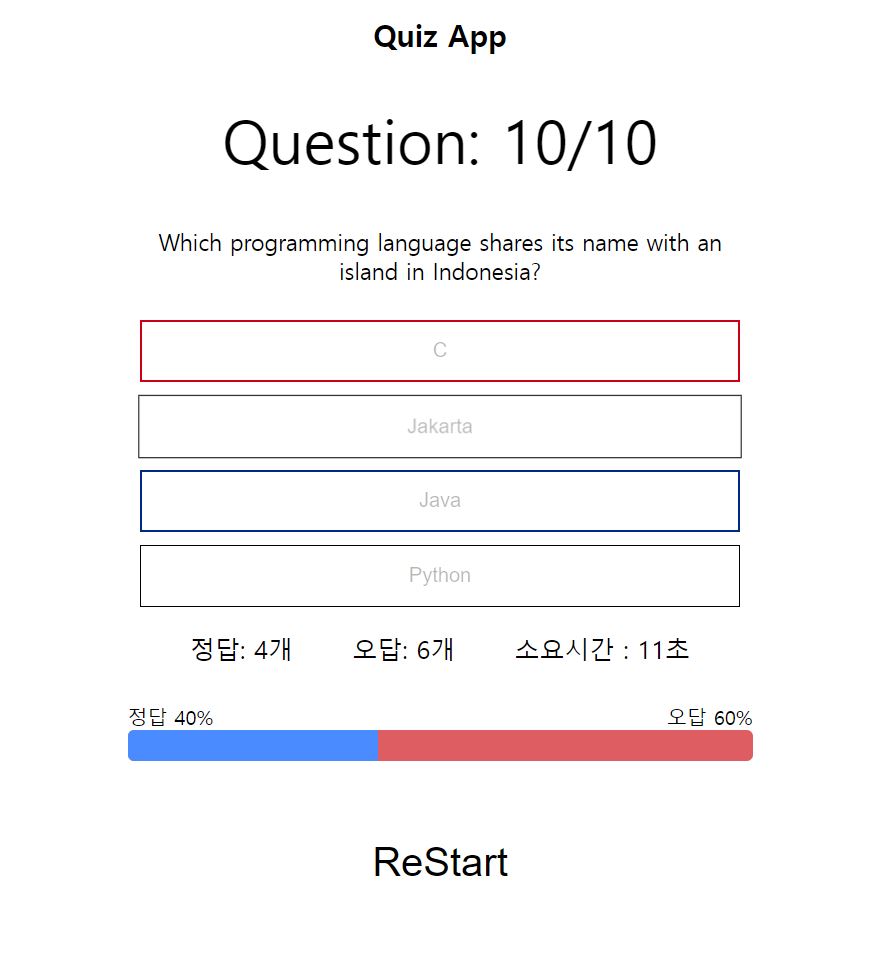 Quiz App
Question: 10/10
Which programming language shares its name with an
island in Indonesia?
C
Jakarta
Java
Python
정답: 4개 오답: 6개 소요시간 : 11초
정답 40% 오답 60%
ReStart